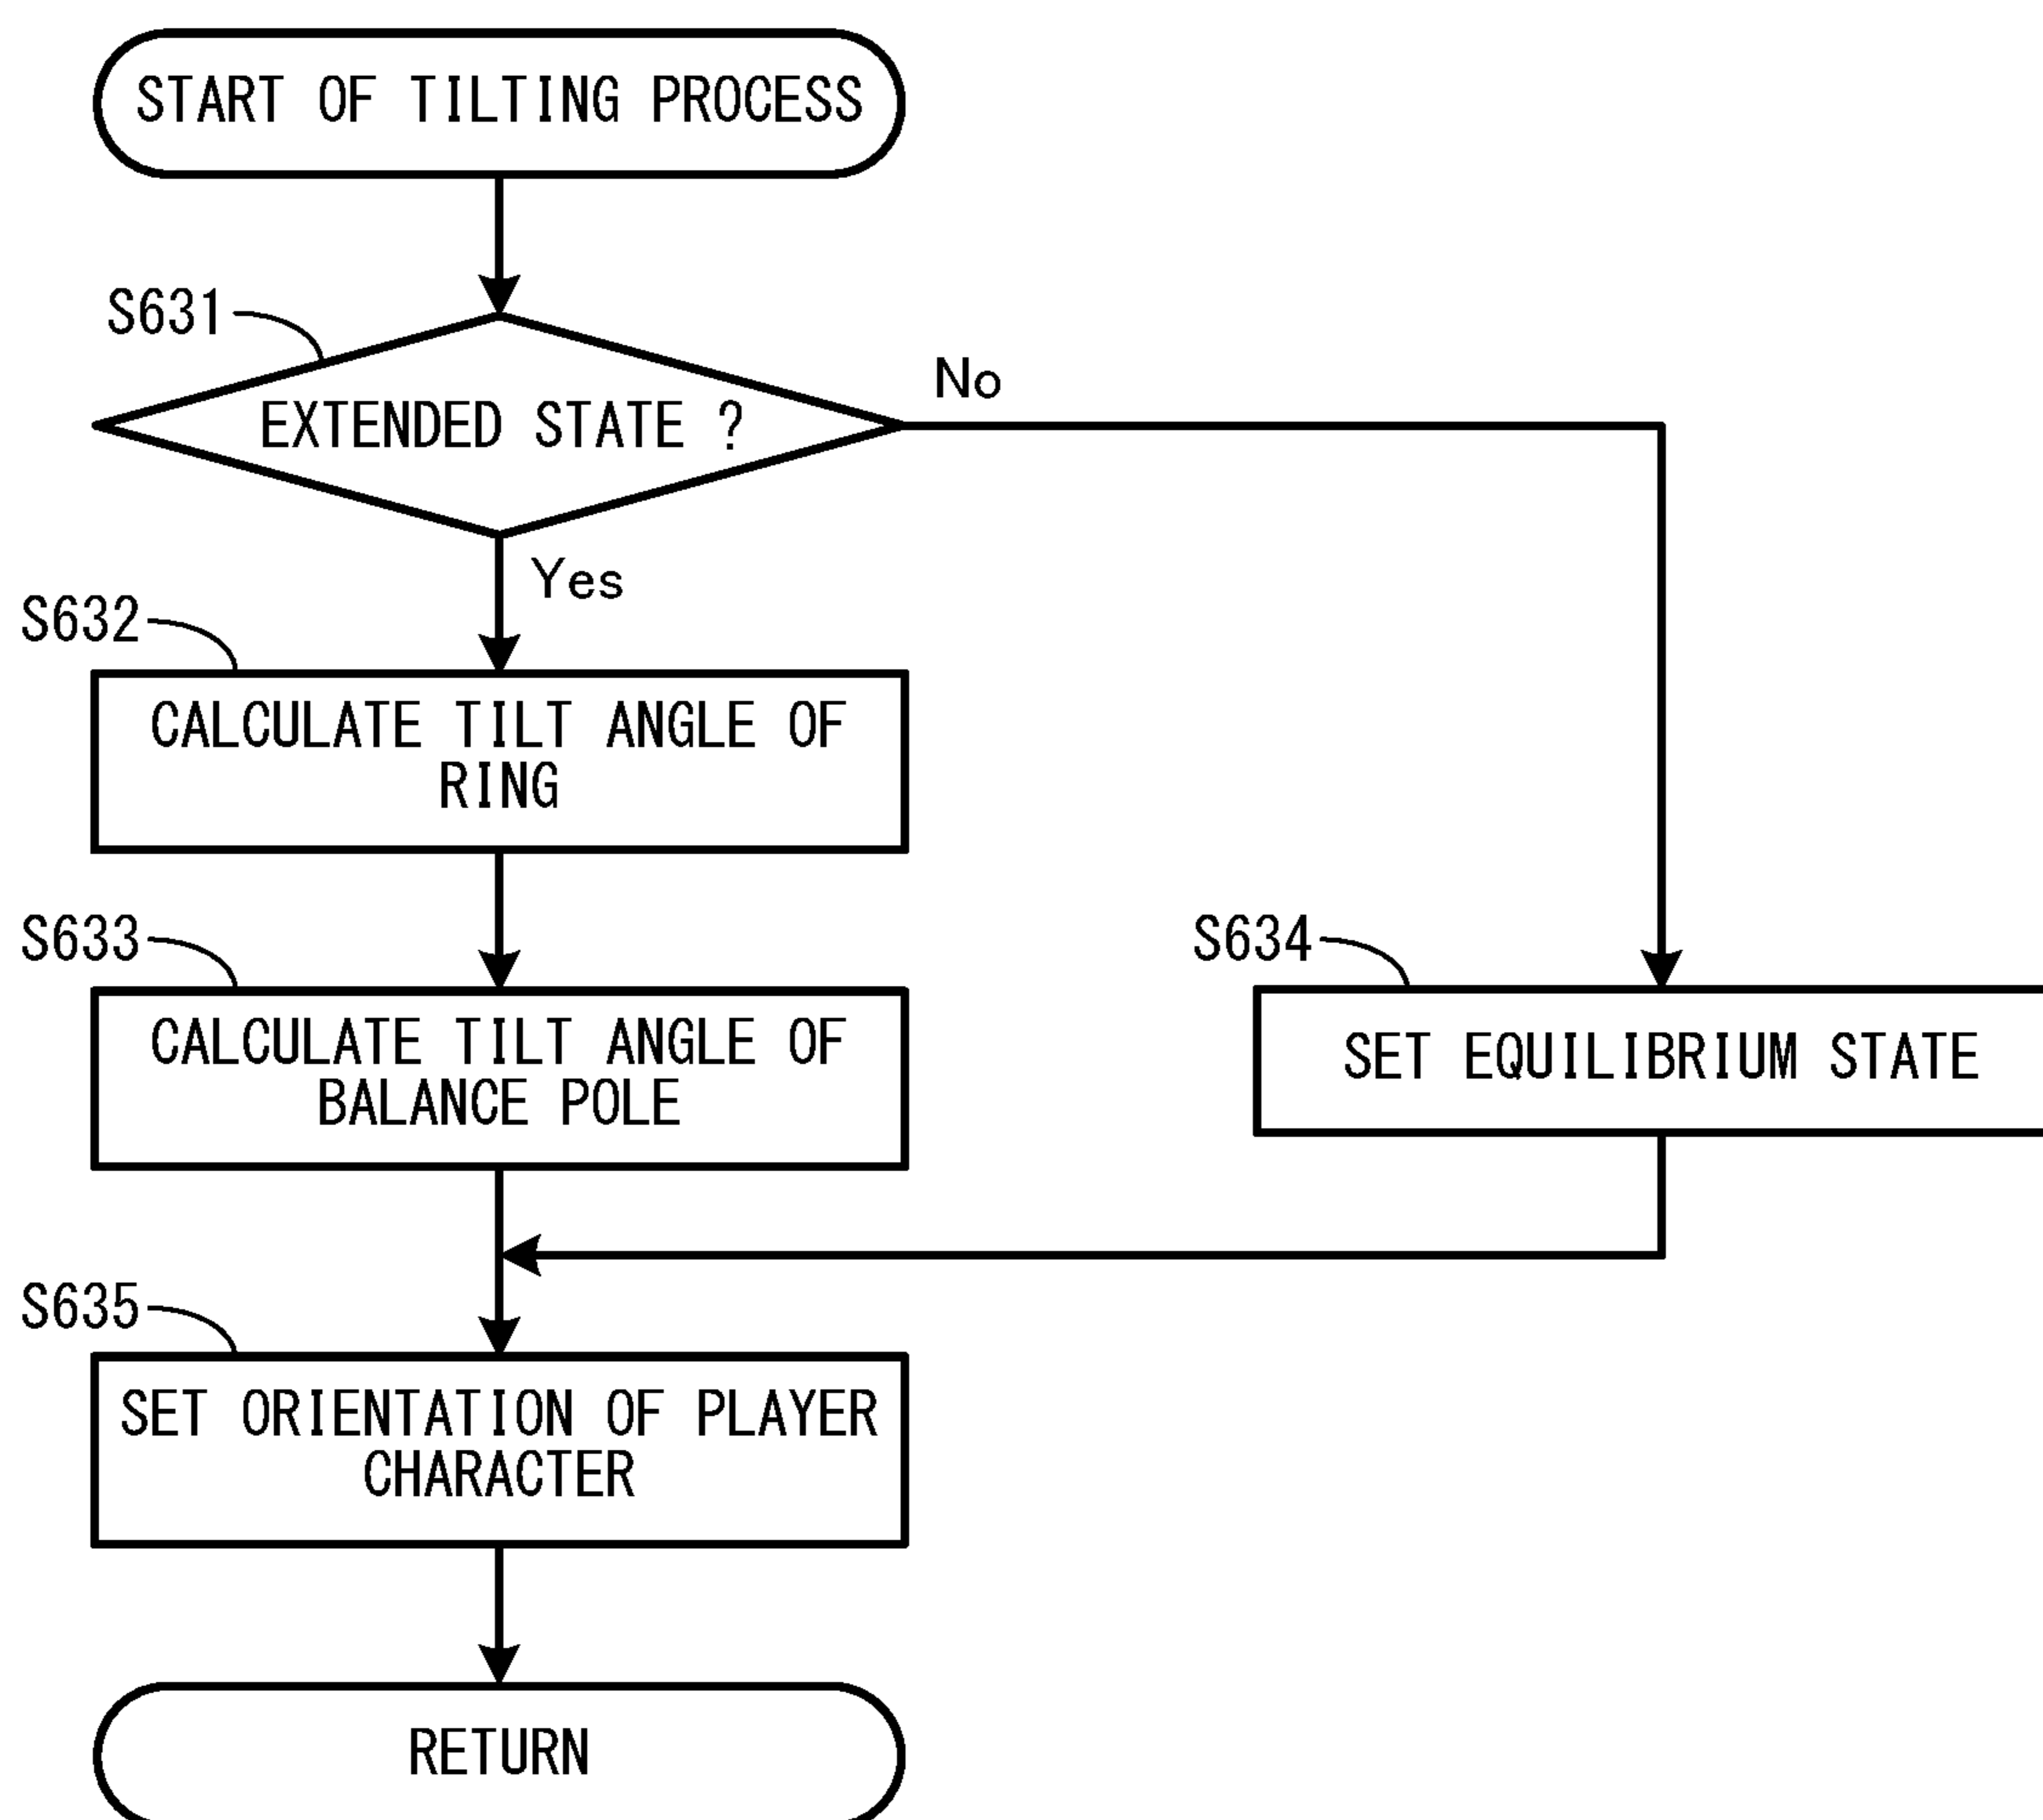 START OF TILTING PROCESS
S631
EXTENDED STATE ?
No
Yes
S632
CALCULATE TILT ANGLE OF
RING
S633
CALCULATE TILT ANGLE OF
BALANCE POLE
S634
SET EQUILIBRIUM STATE
S635
SET ORIENTATION OF PLAYER
CHARACTER
RETURN